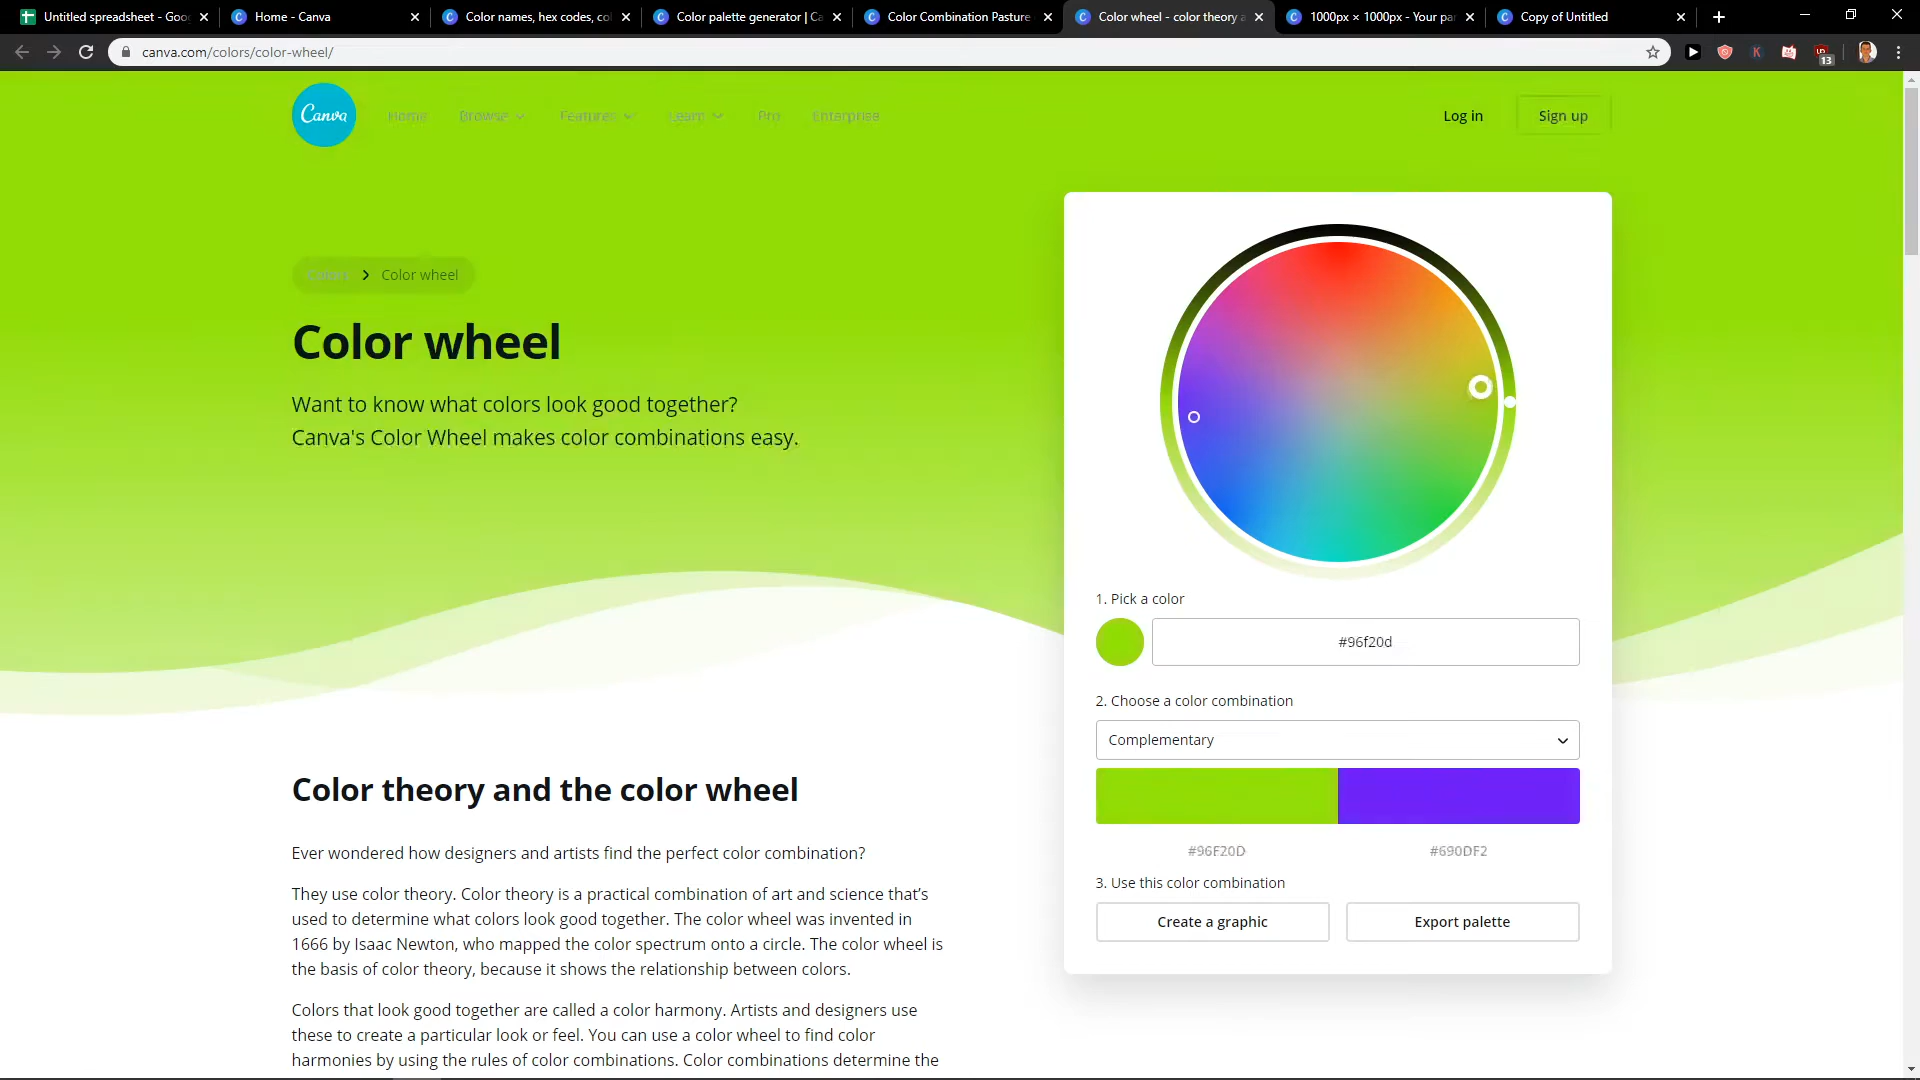 Untitled spreadsheet - Goo
Home - Canva
Color names, hex codes, co
Color palette generator | Ca
Color Combination Pasture
Color wheel - color theory a
1000px × 1000px - Your pa
Copy of Untitled
canva.com/colors/color-wheel/
K
13
Canva
Home
Browse
Features
Learn
Pro
Enterprise
Log in
Sign up
Colors
Color wheel
Color wheel
Want to know what colors look good together?
Canva's Color Wheel makes color combinations easy.
1. Pick a color
#96f20d
2. Choose a color combination
Complementary
#96F20D
#690DF2
3. Use this color combination
Create a graphic
Export palette
Color theory and the color wheel
Ever wondered how designers and artists find the perfect color combination?
They use color theory. Color theory is a practical combination of art and science that’s
used to determine what colors look good together. The color wheel was invented in
1666 by Isaac Newton, who mapped the color spectrum onto a circle. The color wheel is
the basis of color theory, because it shows the relationship between colors.
Colors that look good together are called a color harmony. Artists and designers use
these to create a particular look or feel. You can use a color wheel to find color
harmonies by using the rules of color combinations. Color combinations determine the